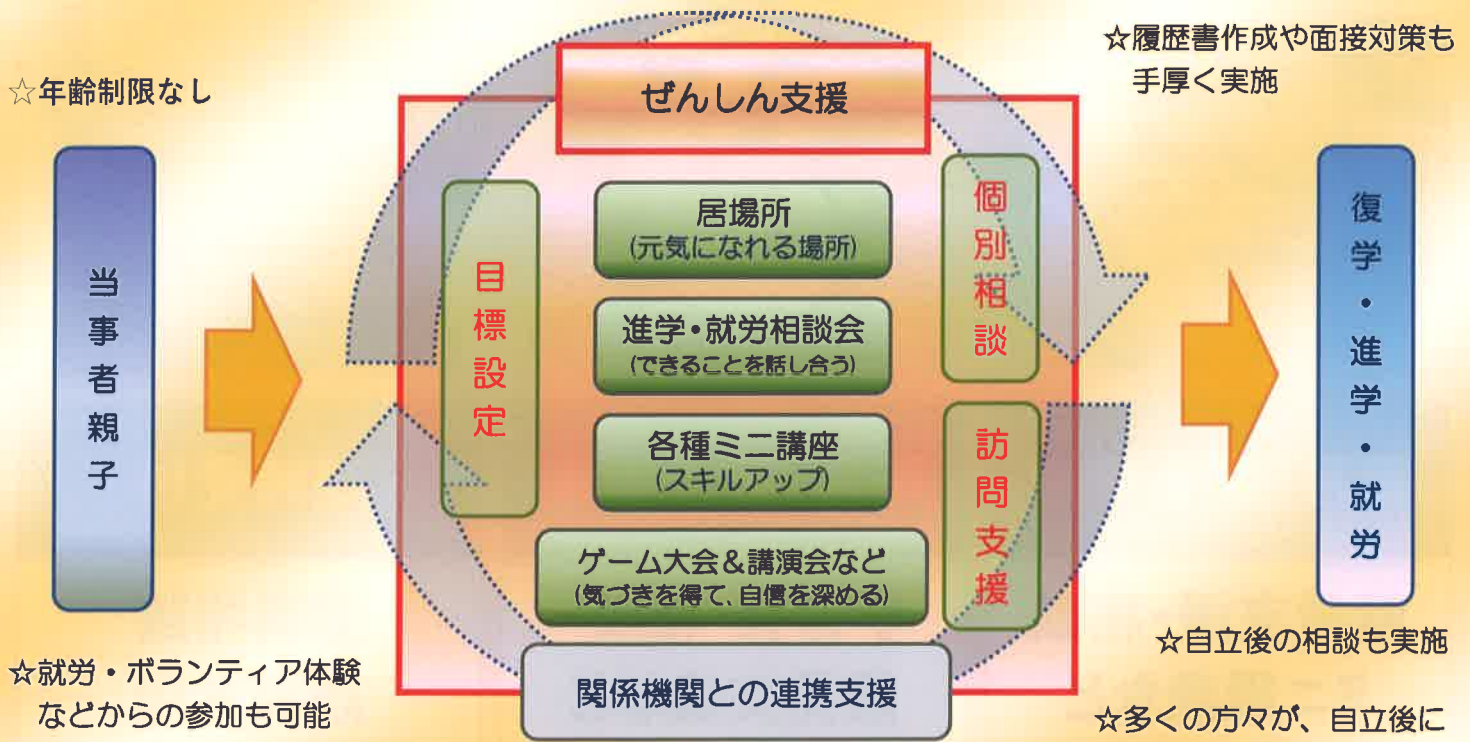 ☆年齢制限なし
当事者親子
☆就労・ボランティア体験
などからの参加も可能
ぜんしん支援
目標設定
居場所
(元気になれる場所)
進学・就労相談会
(できることを話し合う)
各種ミニ講座
(スキルアップ)
ゲーム大会&講演会など
(気づきを得て、自信を深める)
個別相談
訪問支援
関係機関との連携支援
☆履歴書作成や面接対策も
手厚く実施
復学・進学・就労
☆自立後の相談も実施
☆多くの方々が、自立後に